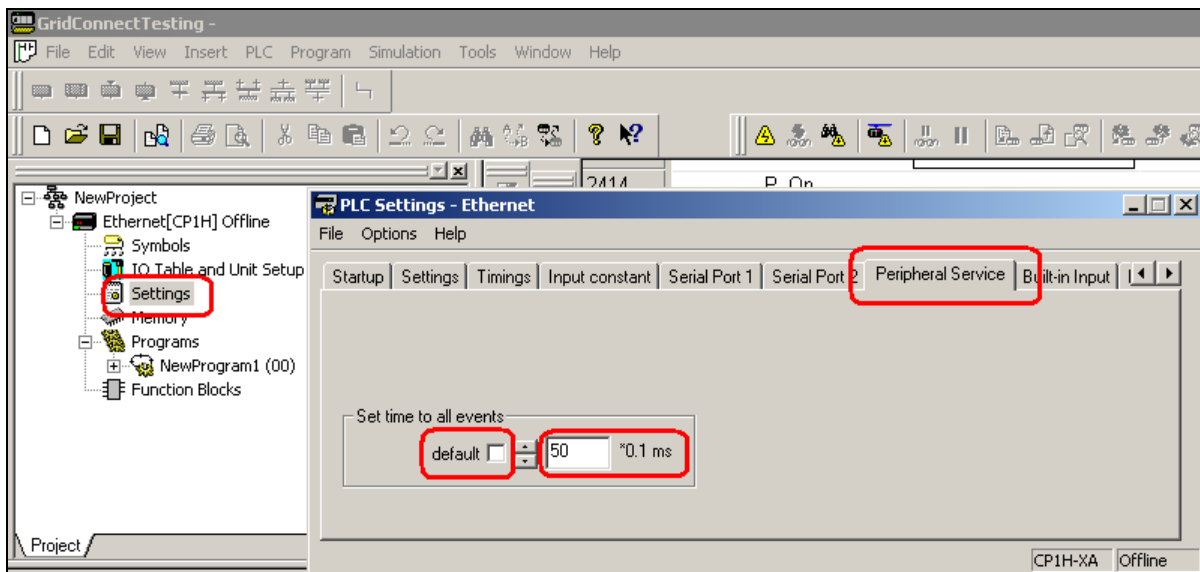 GridConnectTesting -
File Edit View Insert PLC Program Simulation Tools Window Help
2414
P_On
NewProject
Ethernet[CP1H] Offline
Symbols
IO Table and Unit Setup
Settings
Memory
Programs
NewProgram1 (00)
Function Blocks
Project
PLC Settings - Ethernet
File Options Help
Startup Settings Timings Input constant Serial Port 1 Serial Port 2 Peripheral Service Built-in Input
Set time to all events
default 50 *0.1 ms
CP1H-XA Offline